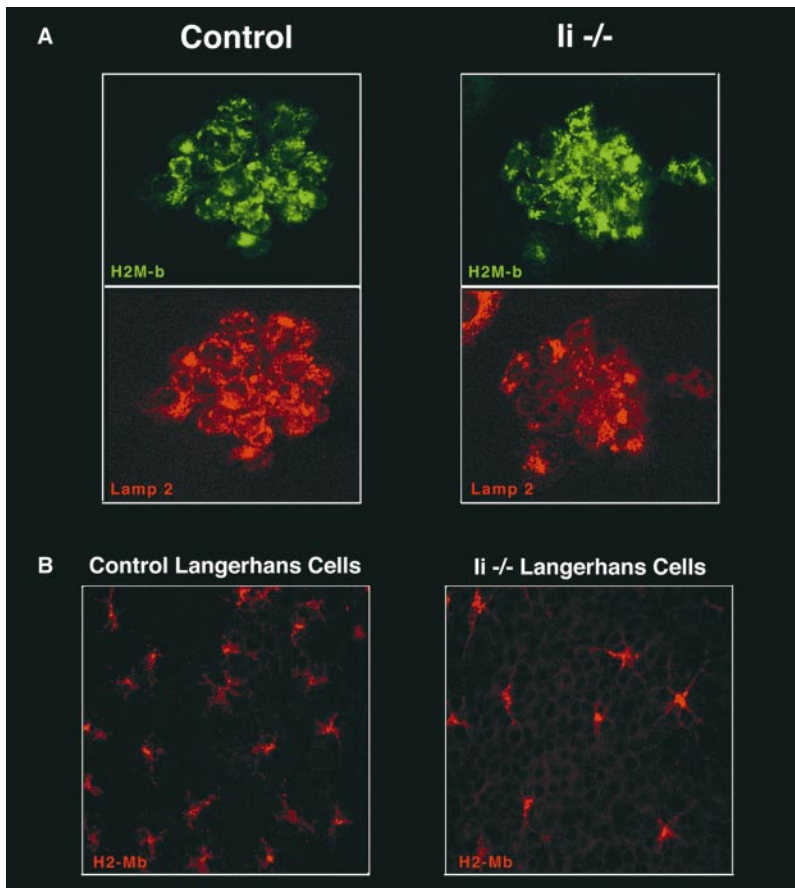 A
Control
Ii -/-
H2M-b
H2M-b
Lamp 2
Lamp 2
B
Control Langerhans Cells
Ii -/- Langerhans Cells
H2-Mb
H2-Mb